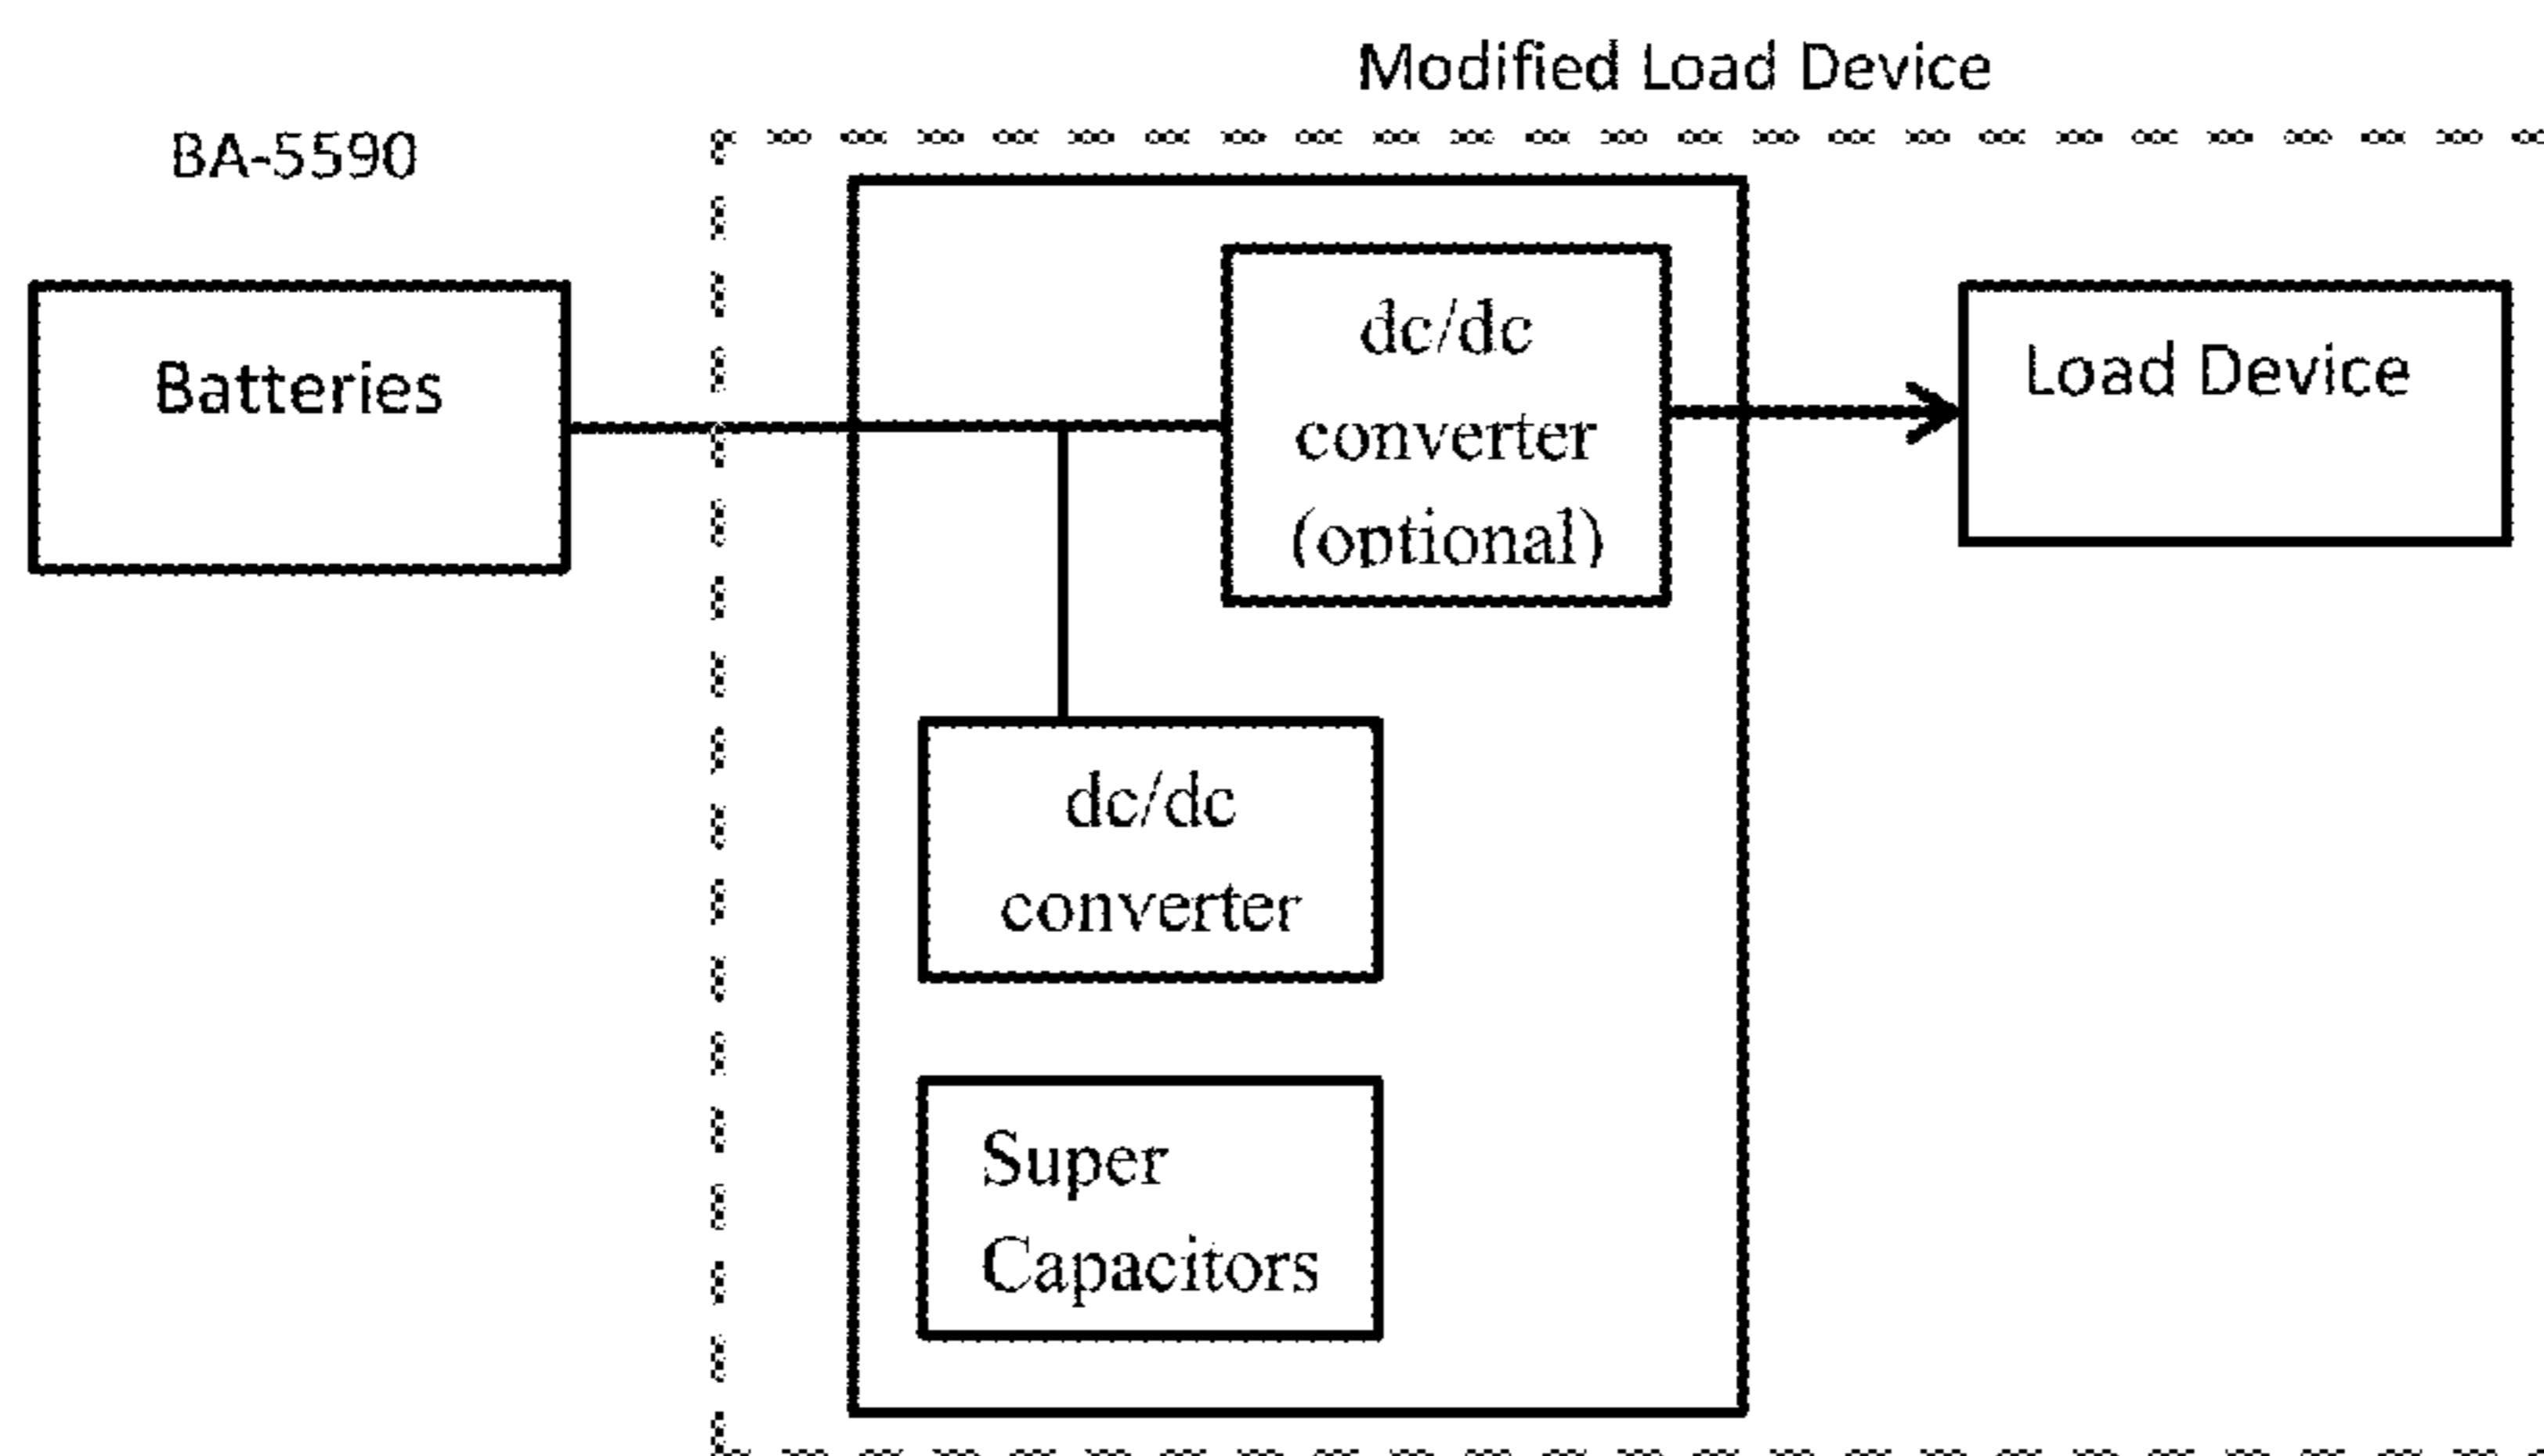 Modified Load Device
BA-5590
Batteries
dc/dc
converter
(optional)
Load Device
dc/dc
converter
Super
Capacitors